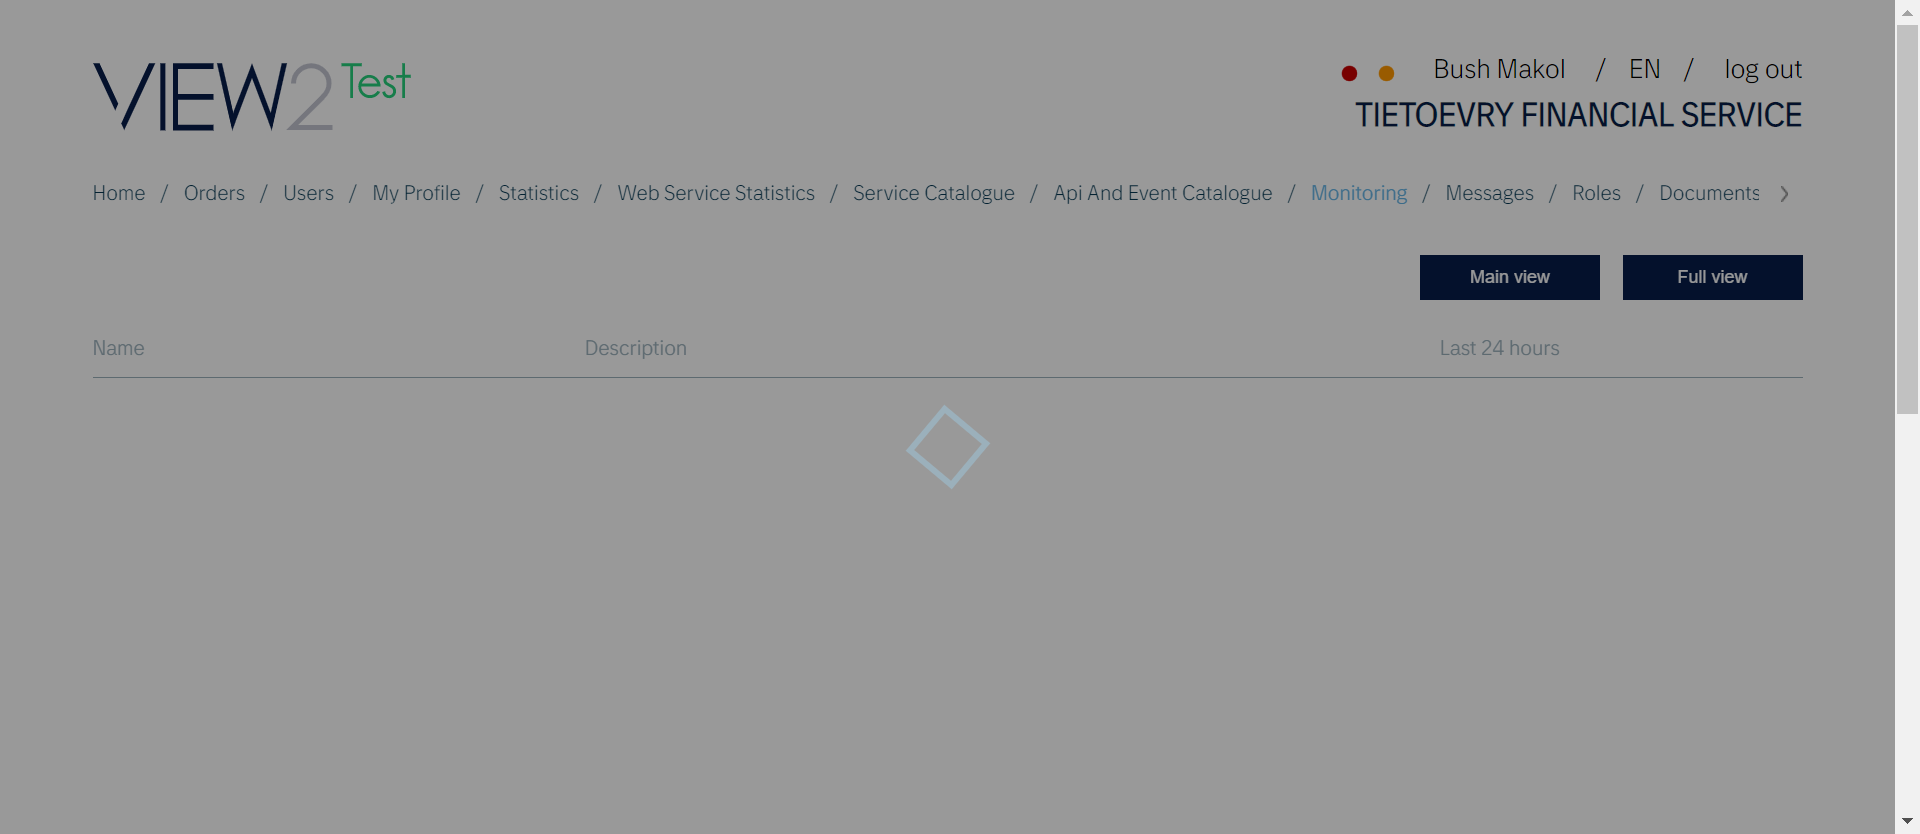 VIEW2 Test
Bush Makol / EN / log out
TIETOEVRY FINANCIAL SERVICE
Home / Orders / Users / My Profile / Statistics / Web Service Statistics / Service Catalogue / Api And Event Catalogue / Monitoring / Messages / Roles / Documents
Main view Full view
Name Description Last 24 hours